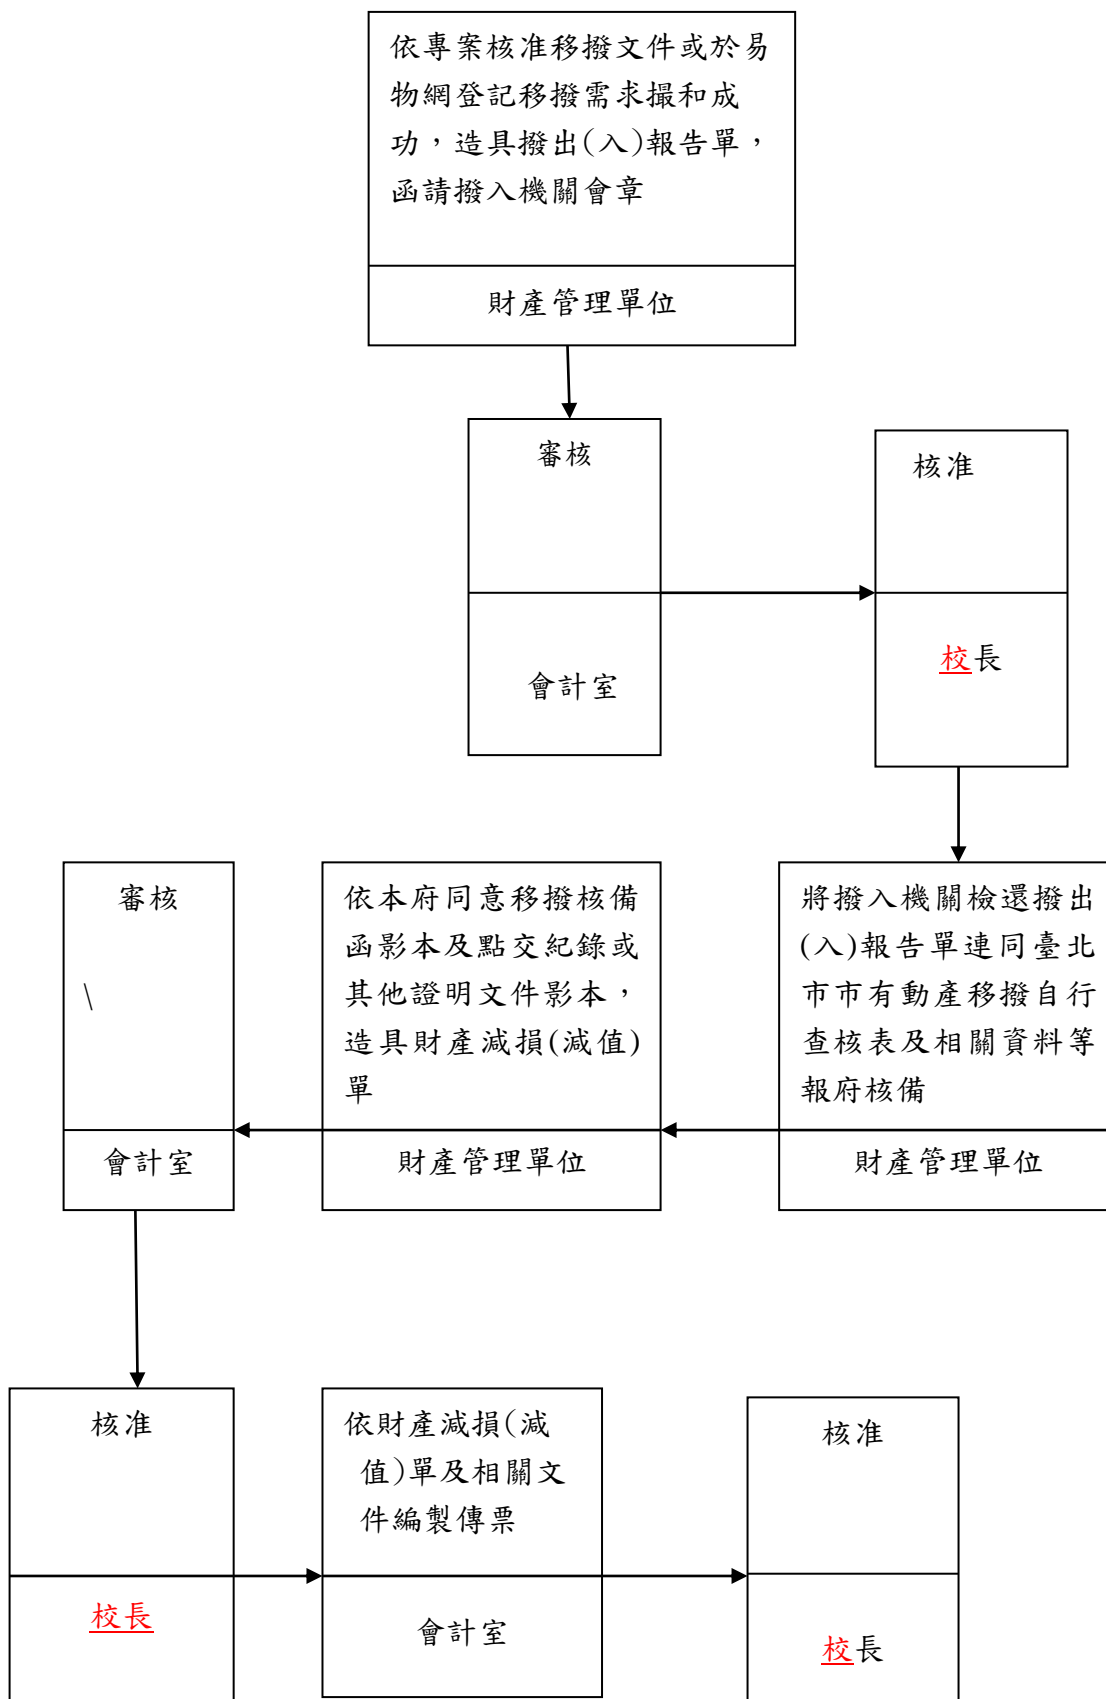 依專案核准移撥文件或於易
物網登記移撥需求撮和成
功，造具撥出(入)報告單，
函請撥入機關會章
財產管理單位
審核
會計室
核准
校長
將撥入機關檢還撥出
(入)報告單連同臺北
市市有動產移撥自行
查核表及相關資料等
報府核備
財產管理單位
依本府同意移撥核備
函影本及點交紀錄或
其他證明文件影本，
造具財產減損(減值)
單
財產管理單位
審核
\
會計室
核准
校長
依財產減損(減
值)單及相關文
件編製傳票
會計室
核准
校長